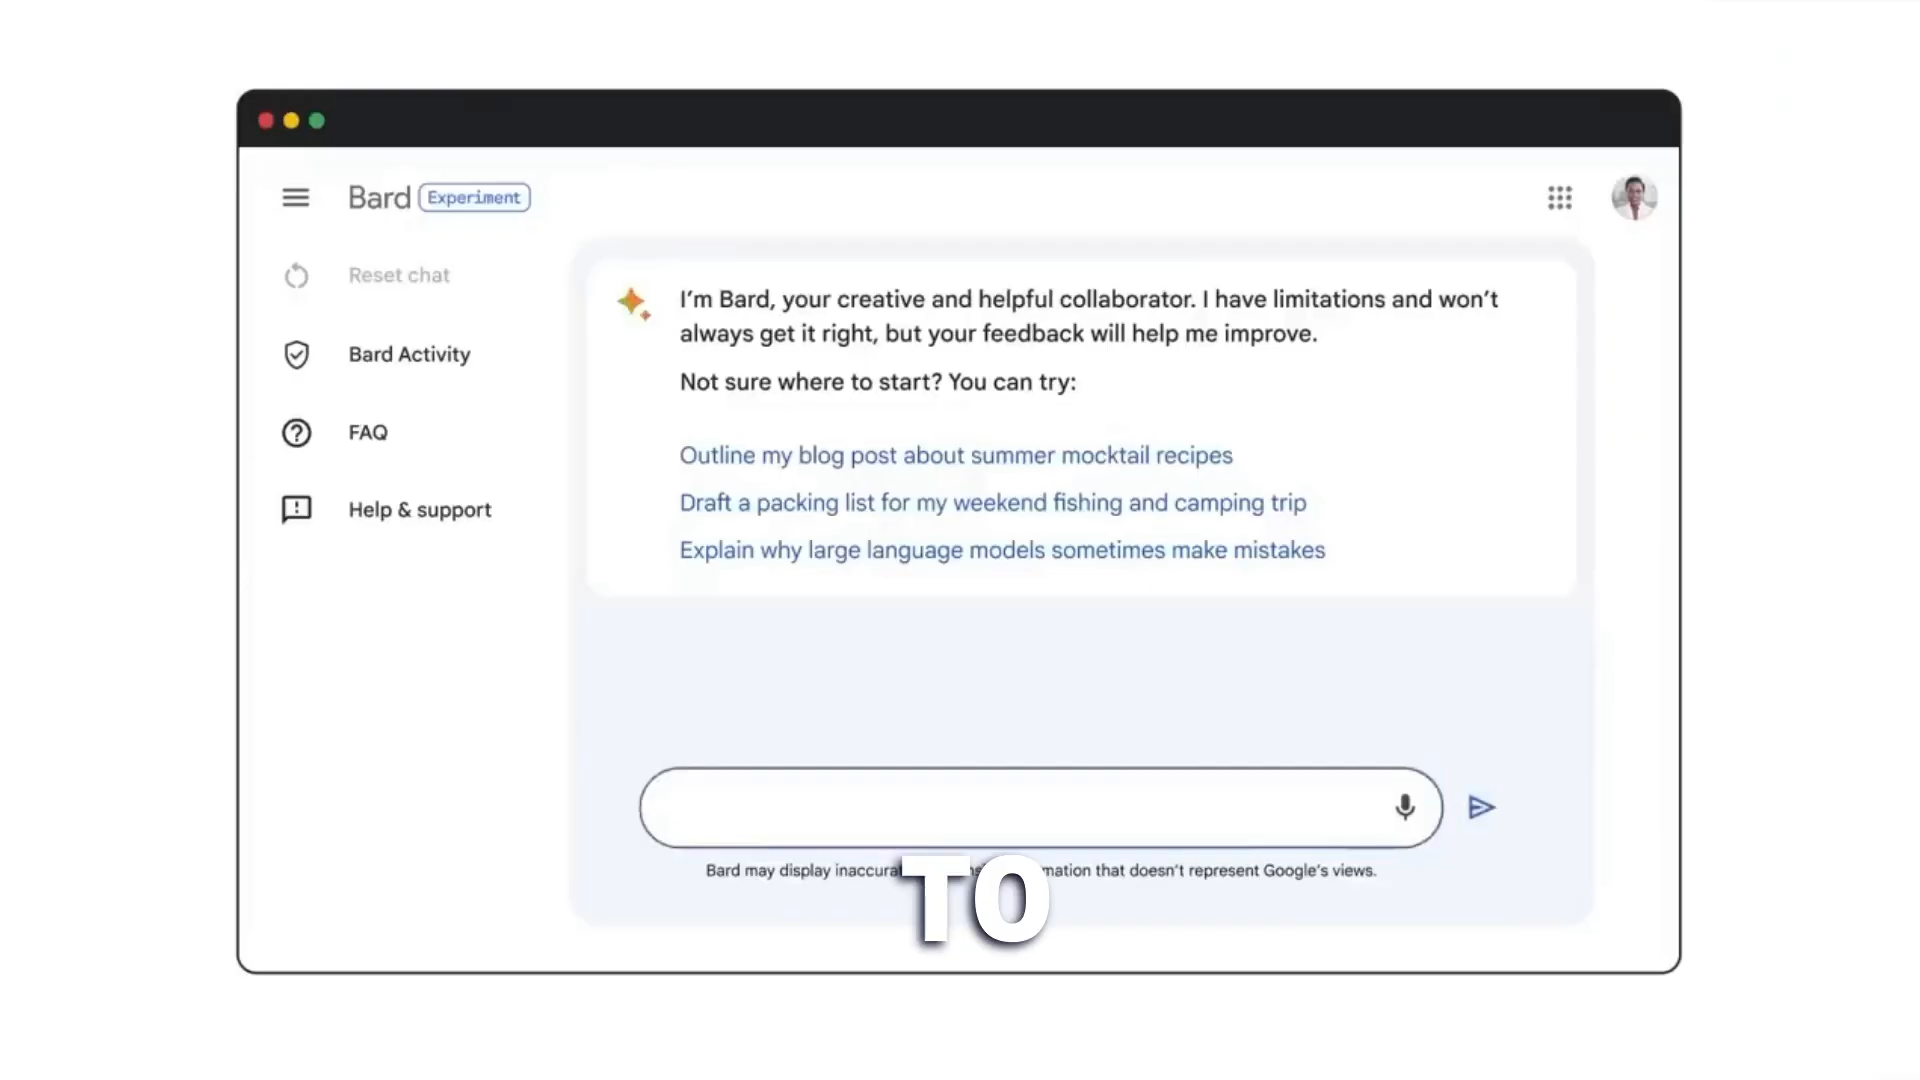 Bard Experiment
Reset chat
Bard Activity
FAQ
Help & support
I’m Bard, your creative and helpful collaborator. I have limitations and won’t
always get it right, but your feedback will help me improve.
Not sure where to start? You can try:
Outline my blog post about summer mocktail recipes
Draft a packing list for my weekend fishing and camping trip
Explain why large language models sometimes make mistakes
Bard may display that doesn’t represent Google’s views.
TO